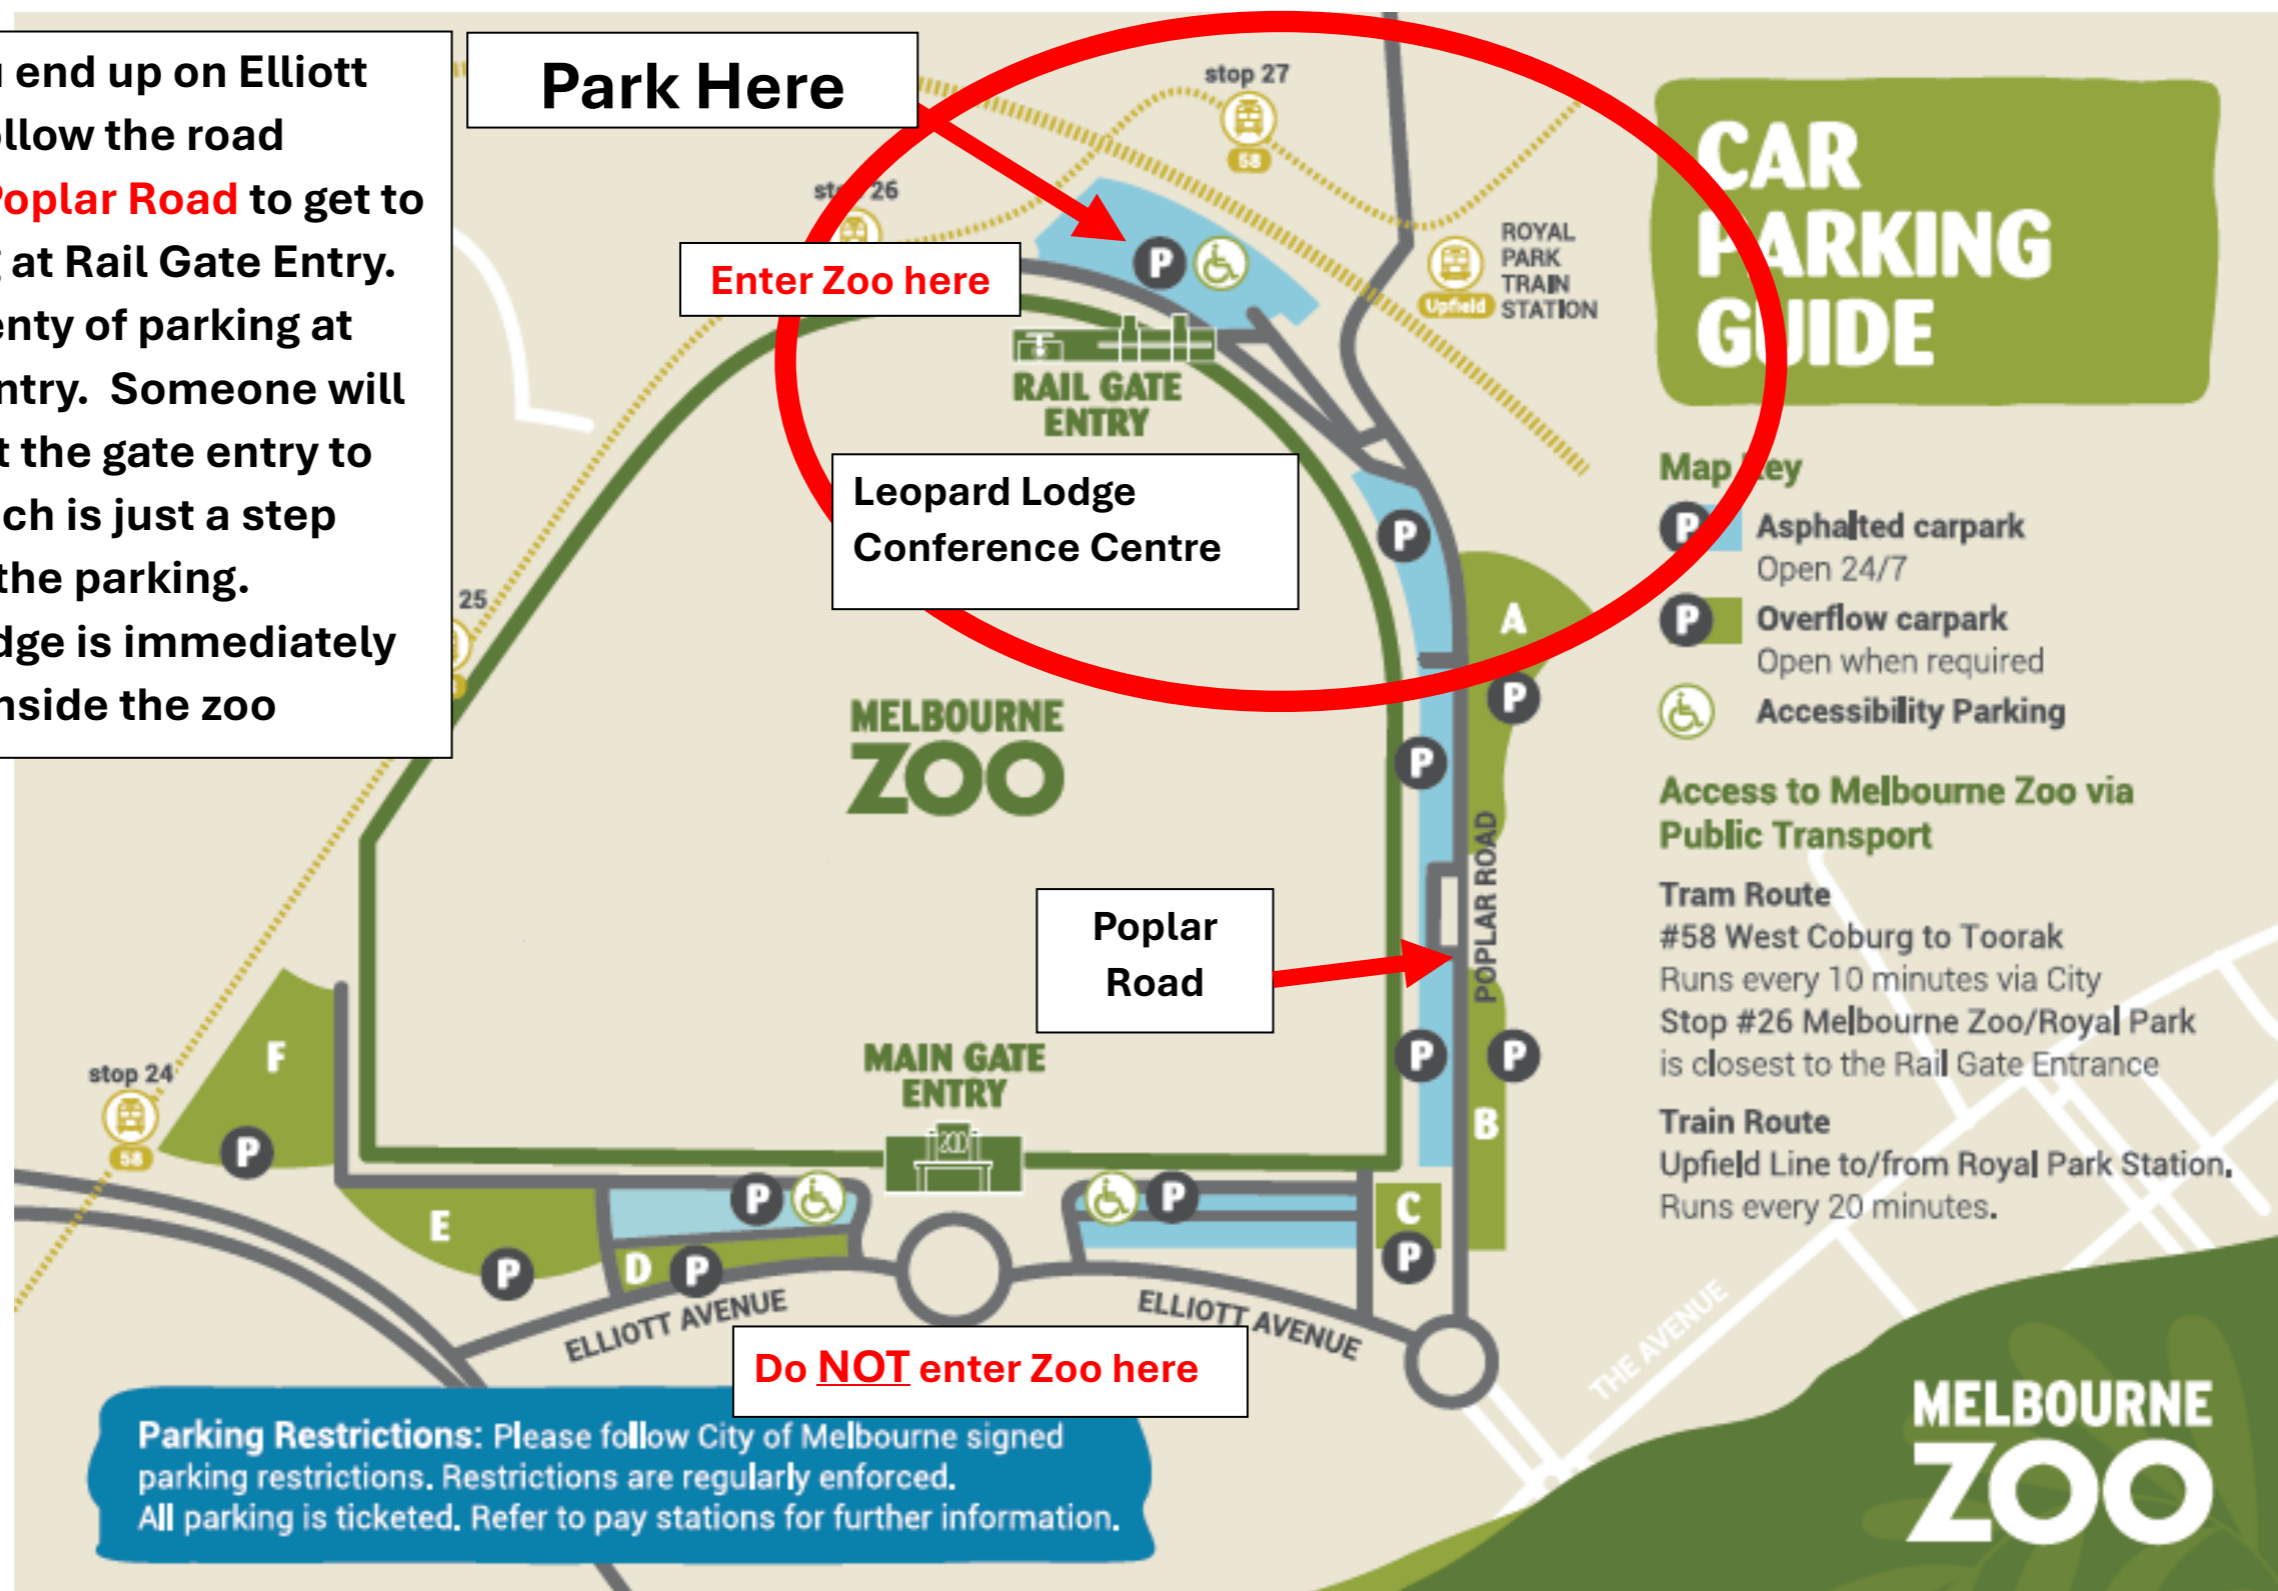 end up on Elliott
llow the road
Poplar Road to get to
at Rail Gate Entry.
enty of parking at
ntry. Someone will
t the gate entry to
ch is just a step
the parking.
dge is immediately
nside the zoo
Park Here
Enter Zoo here
stop 27
58
stop 26
ROYAL
PARK
TRAIN
STATION
Upfield
P
RAIL GATE
ENTRY
Leopard Lodge
Conference Centre
P
A
P
25
MELBOURNE
ZOO
P
POPLAR ROAD
Poplar
Road
P
P
B
MAIN GATE
ENTRY
ZOO
F
P
stop 24
58
E
P
P
D
P
P
C
P
ELLIOTT AVENUE
ELLIOTT AVENUE
Do NOT enter Zoo here
THE AVENUE
Parking Restrictions: Please follow City of Melbourne signed
parking restrictions. Restrictions are regularly enforced.
All parking is ticketed. Refer to pay stations for further information.
CAR
PARKING
GUIDE
Map Key
P
Asphalted carpark
Open 24/7
P
Overflow carpark
Open when required
Accessibility Parking
Access to Melbourne Zoo via
Public Transport
Tram Route
#58 West Coburg to Toorak
Runs every 10 minutes via City
Stop #26 Melbourne Zoo/Royal Park
is closest to the Rail Gate Entrance
Train Route
Upfield Line to/from Royal Park Station.
Runs every 20 minutes.
MELBOURNE
ZOO